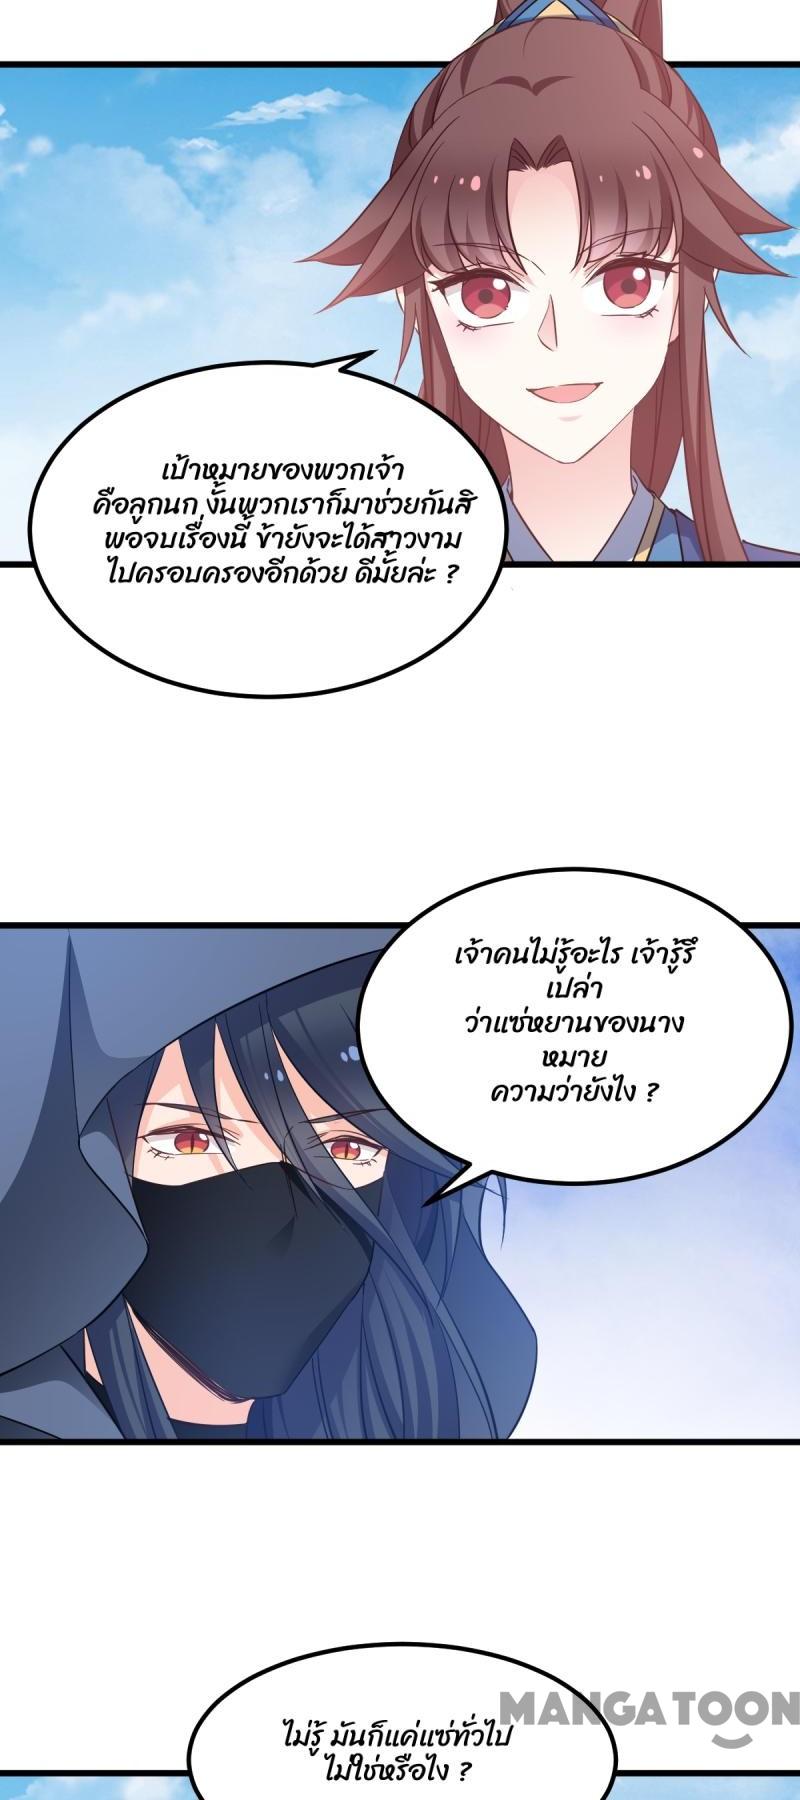 เป้าหมายของพวกเจ้า
คือลูกนก งั้นพวกเราก็มาช่วยกันสิ
พอจบเรื่องนี้ ข้ายังจะได้สาวงาม
ไปครอบครองอีกด้วย ดีมั้ยล่ะ ?
เจ้าคนไม่รู้อะไร เจ้ารู้รึ
เปล่า
ว่าแซ่หยานของนาง
หมาย
ความว่ายังไง ?
MANGATOON
ไม่รู้ มันก็แค่แซ่ทั่วไป
ไม่ใช่หรือไง ?